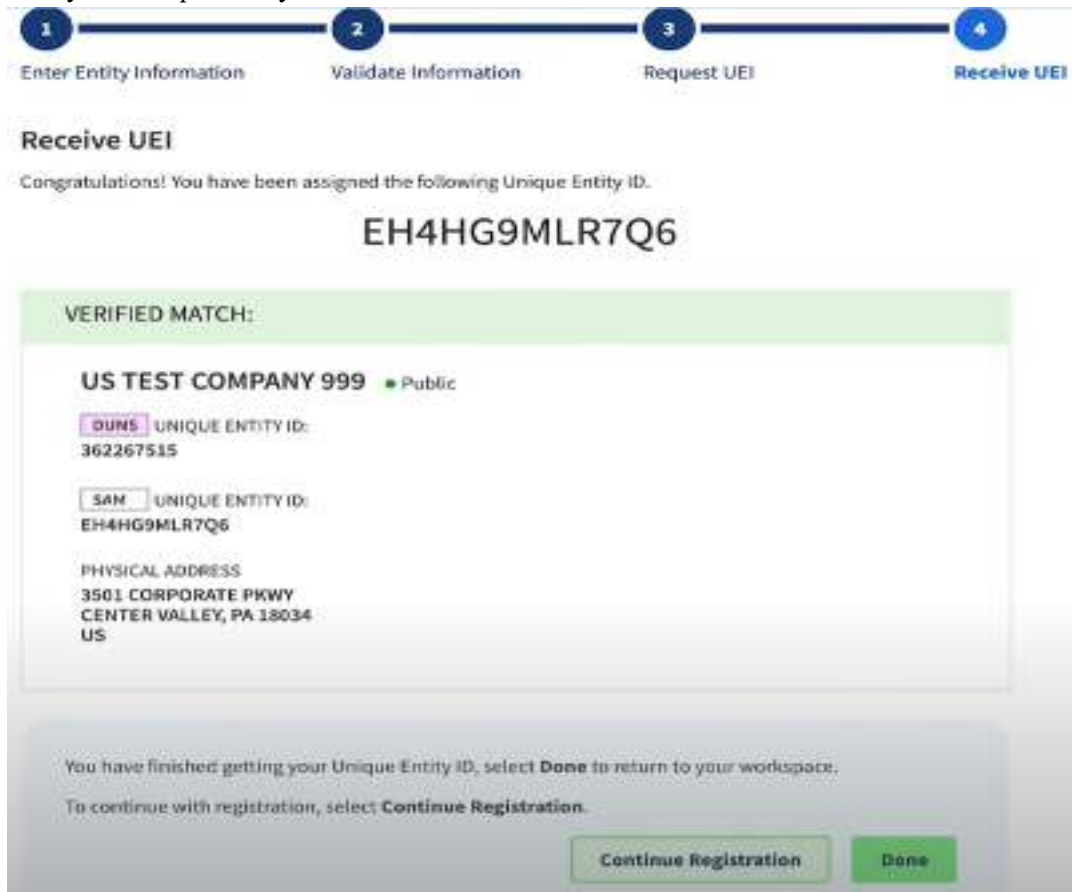 1
2
3
4
Enter Entity Information
Validate Information
Request UEI
Receive UEI
Receive UEI
Congratulations! You have been assigned the following Unique Entity ID.
EH4HG9MLR7Q6
VERIFIED MATCH:
US TEST COMPANY 999 • Public
DUNS UNIQUE ENTITY ID:
362267515
SAM UNIQUE ENTITY ID:
EH4HG9MLR7Q6
PHYSICAL ADDRESS
3501 CORPORATE PKWY
CENTER VALLEY, PA 18034
US
You have finished getting your Unique Entity ID, select Done to return to your workspace.
To continue with registration, select Continue Registration.
Continue Registration
Done